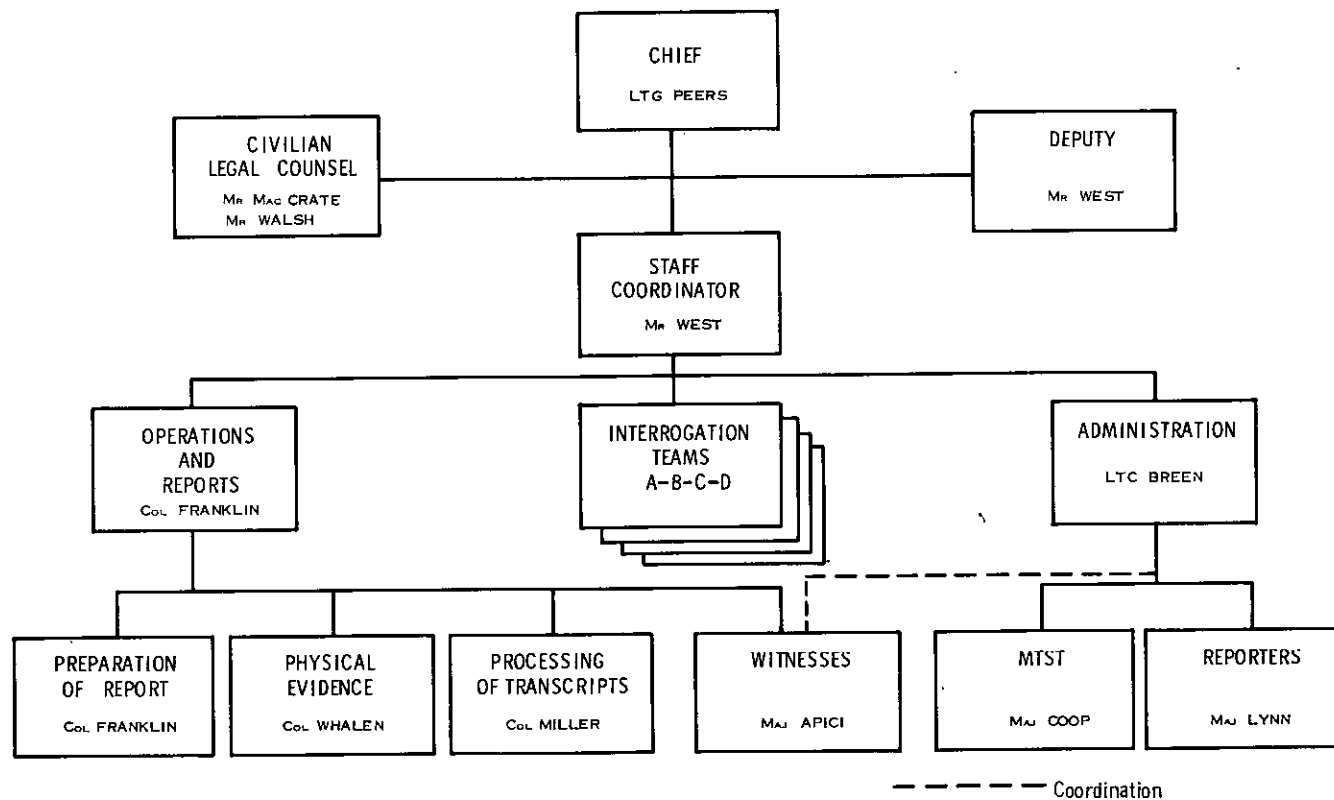 CHIEF
LTG PEERS
CIVILIAN
LEGAL COUNSEL
MR MAC CRATE
MR WALSH
DEPUTY
MR WEST
STAFF
COORDINATOR
MR WEST
OPERATIONS
AND
REPORTS
COL FRANKLIN
INTERROGATION
TEAMS
A-B-C-D
ADMINISTRATION
LTC BREEN
PREPARATION
OF REPORT
COL FRANKLIN
PHYSICAL
EVIDENCE
COL WHALEN
PROCESSING
OF TRANSCRIPTS
COL MILLER
WITNESSES
MAJ APICI
MTST
MAJ COOP
REPORTERS
MAJ LYNN
Coordination